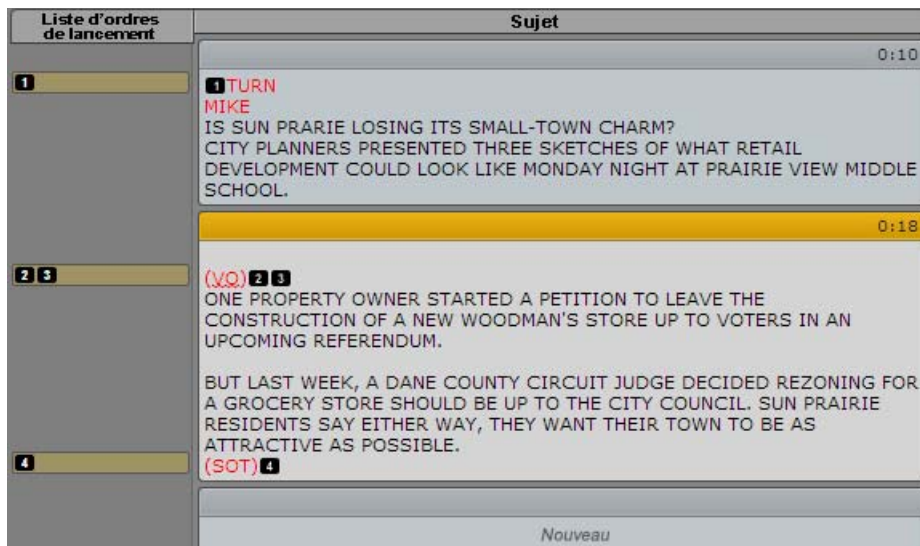 Liste d'ordres
de lancement
Sujet
0:10
1
1 TURN
MIKE
IS SUN PRARIE LOSING ITS SMALL-TOWN CHARM?
CITY PLANNERS PRESENTED THREE SKETCHES OF WHAT RETAIL
DEVELOPMENT COULD LOOK LIKE MONDAY NIGHT AT PRAIRIE VIEW MIDDLE
SCHOOL.
0:18
2 3
(VO) 2 3
ONE PROPERTY OWNER STARTED A PETITION TO LEAVE THE
CONSTRUCTION OF A NEW WOODMAN'S STORE UP TO VOTERS IN AN
UPCOMING REFERENDUM.
BUT LAST WEEK, A DANE COUNTY CIRCUIT JUDGE DECIDED REZONING FOR
A GROCERY STORE SHOULD BE UP TO THE CITY COUNCIL. SUN PRAIRIE
RESIDENTS SAY EITHER WAY, THEY WANT THEIR TOWN TO BE AS
ATTRACTIVE AS POSSIBLE.
4
(SOT) 4
Nouveau